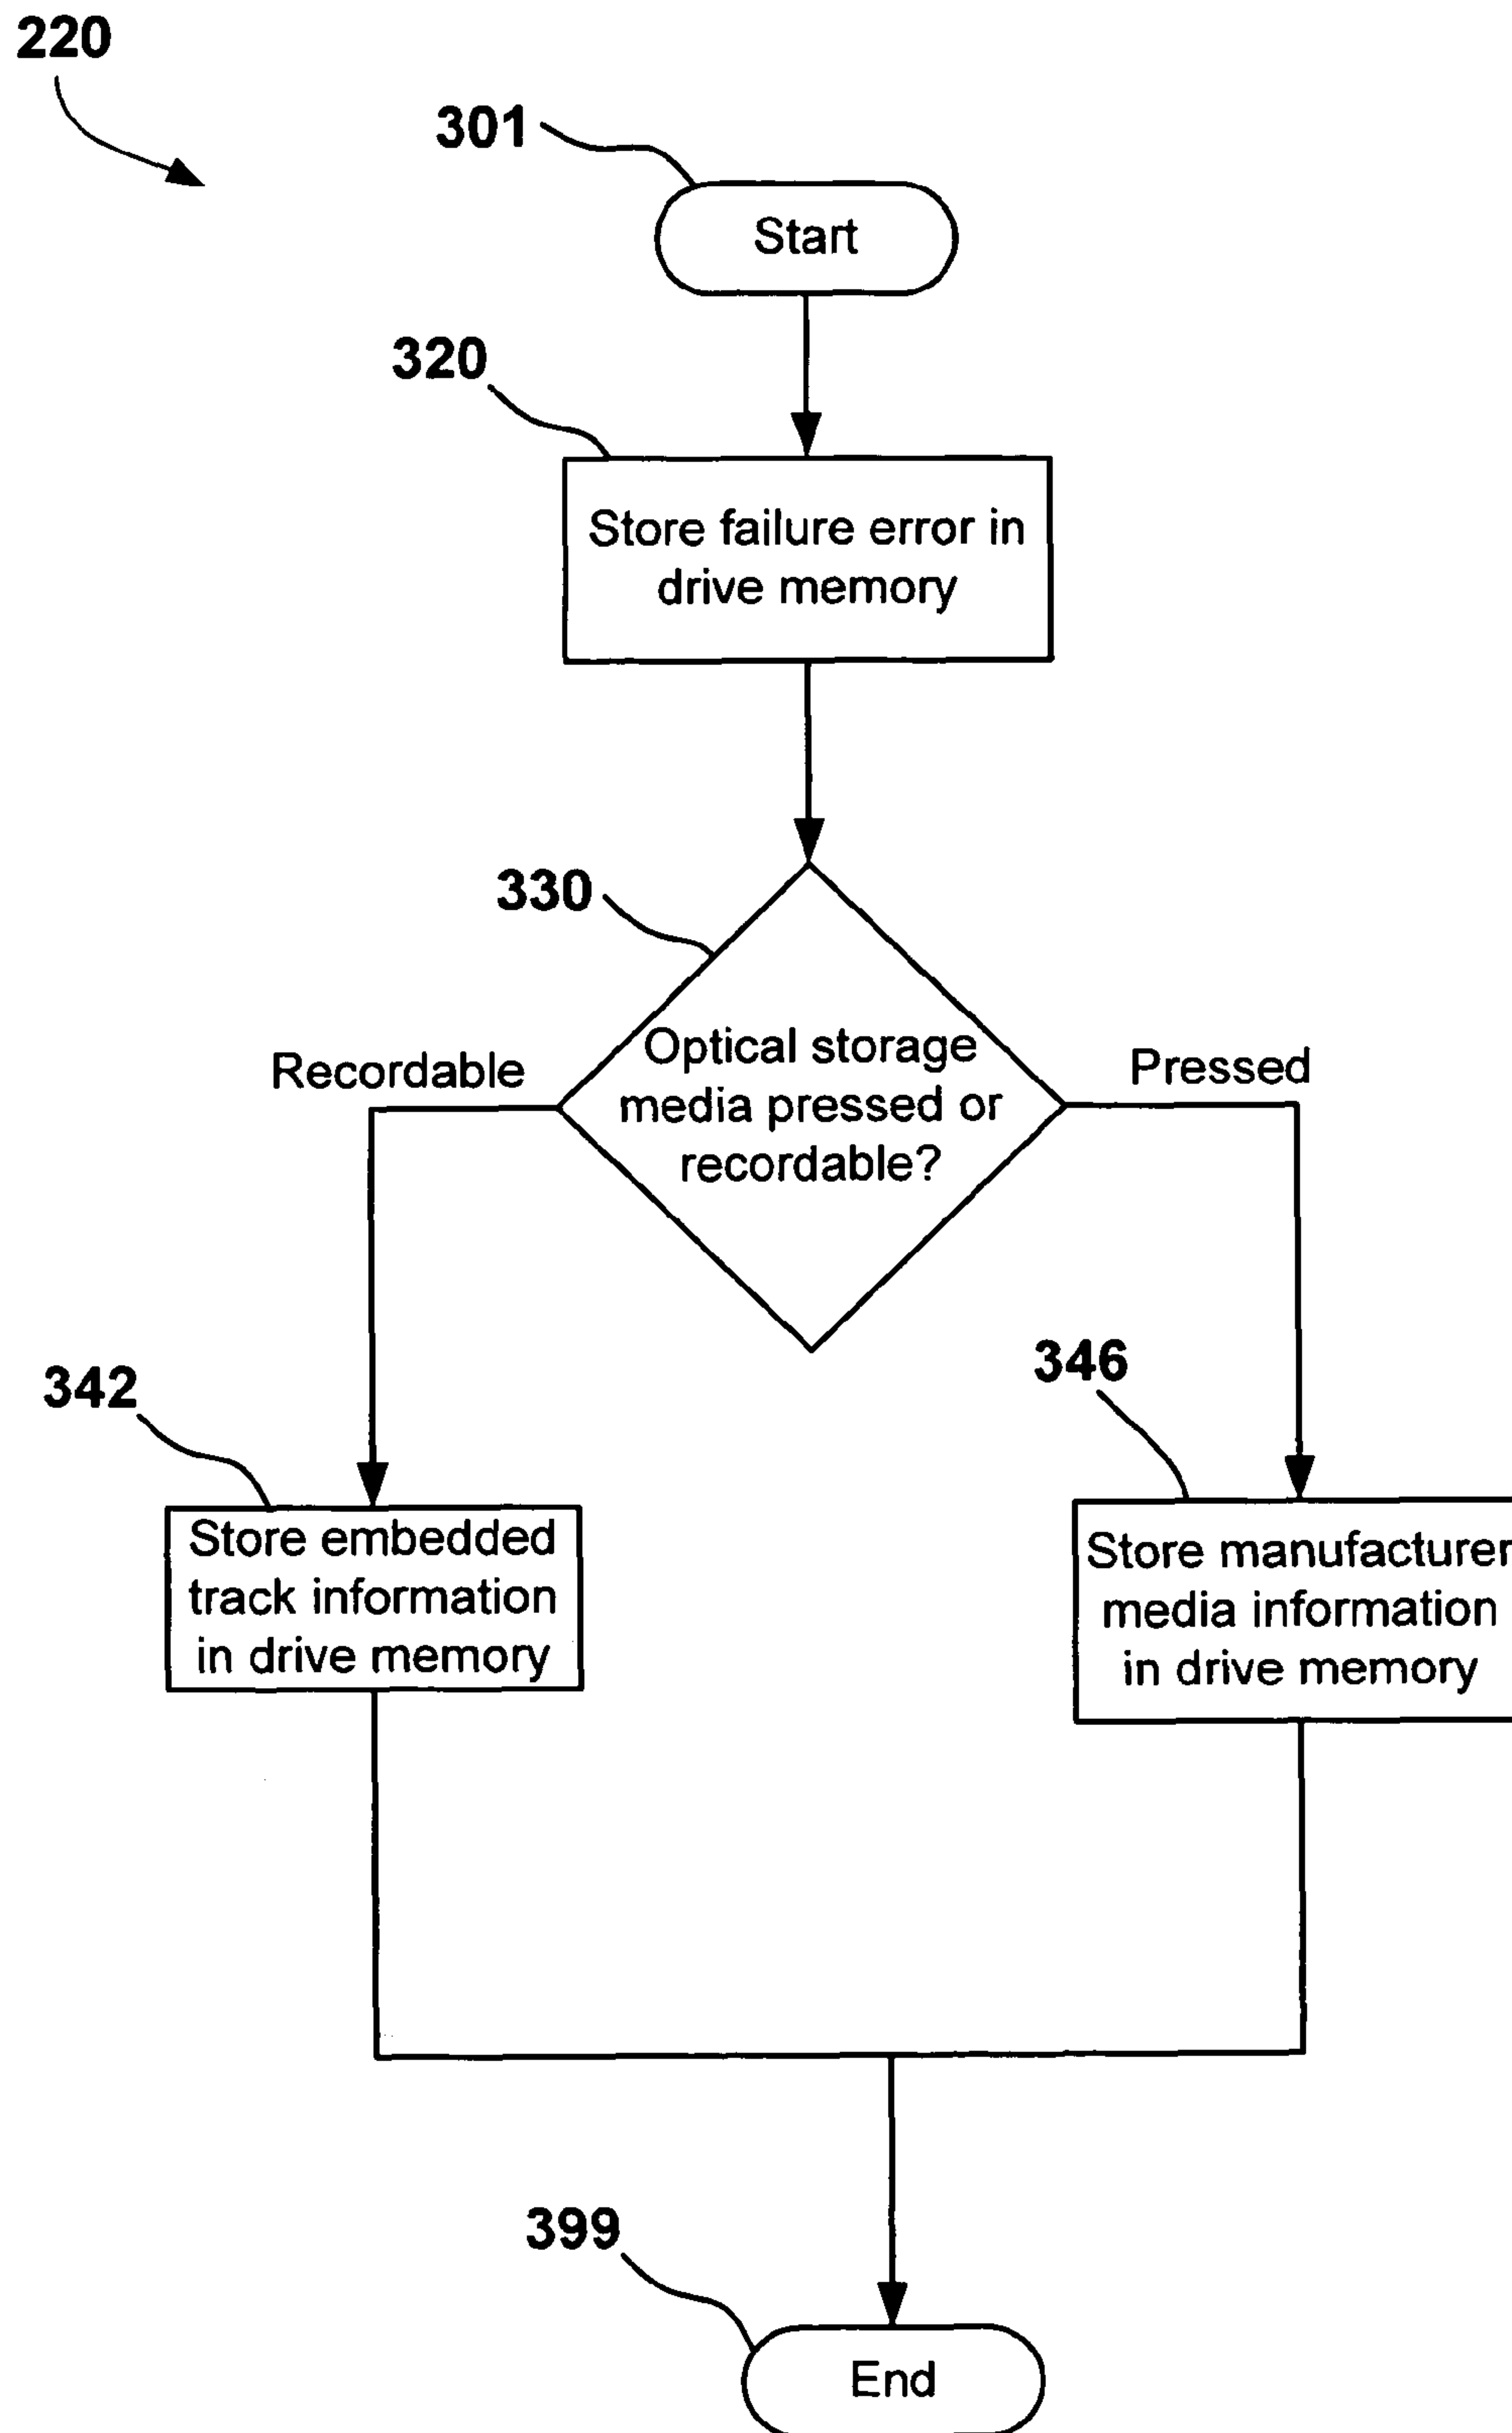 220
301
Start
320
Store failure error in
drive memory
330
Optical storage
media pressed or
recordable?
Recordable
Pressed
342
Store embedded
track information
in drive memory
346
Store manufacturer
media information
in drive memory
399
End